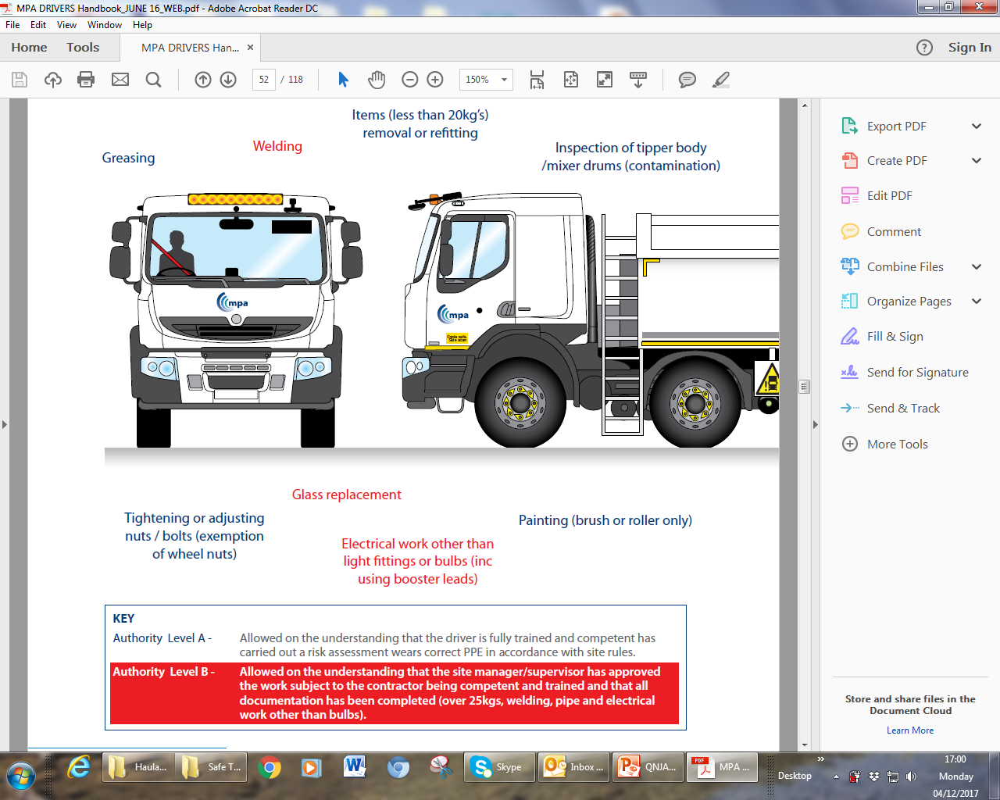 MPA DRIVERS Handbook_JUNE 16_WEB.pdf - Adobe Acrobat Reader DC
File Edit View Window Help
Home Tools MPA DRIVERS Han... × ? Sign In
52 / 118 150%
Items (less than 20kg's)
removal or refitting
Welding
Greasing
Inspection of tipper body
/mixer drums (contamination)
mpa
mpa
Cycle safe.
Safe scan
Glass replacement
Tightening or adjusting
nuts / bolts (exemption
of wheel nuts)
Painting (brush or roller only)
Electrical work other than
light fittings or bulbs (inc
using booster leads)
KEY
Authority Level A - Allowed on the understanding that the driver is fully trained and competent has
carried out a risk assessment wears correct PPE in accordance with site rules.
Authority Level B - Allowed on the understanding that the site manager/supervisor has approved
the work subject to the contractor being competent and trained and that all
documentation has been completed (over 25kgs, welding, pipe and electrical
work other than bulbs).
Export PDF
Create PDF
Edit PDF
Comment
Combine Files
Organize Pages
Fill & Sign
Send for Signature
Send & Track
More Tools
Store and share files in the
Document Cloud
Learn More
Haula... Safe T... Skype Inbox ... QNJA... MPA ... Desktop
17:00
Monday
04/12/2017